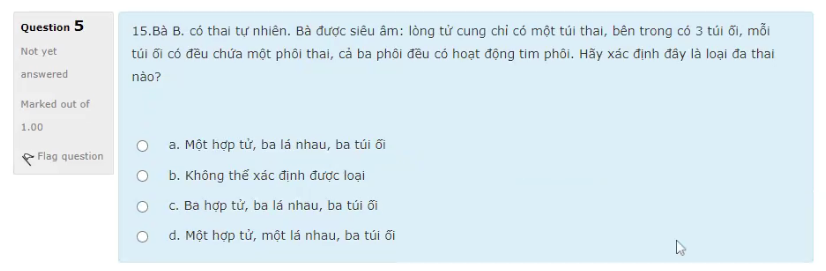 Question 5
Not yet
answered
Marked out of
1.00
Flag question
15.Bà B. có thai tự nhiên. Bà được siêu âm: lòng tử cung chỉ có một túi thai, bên trong có 3 túi ối, mỗi
túi ối có đều chứa một phôi thai, cả ba phôi đều có hoạt động tim phôi. Hãy xác định đây là loại đa thai
nào?
a. Một hợp tử, ba lá nhau, ba túi ối
b. Không thể xác định được loại
c. Ba hợp tử, ba lá nhau, ba túi ối
d. Một hợp tử, một lá nhau, ba túi ối